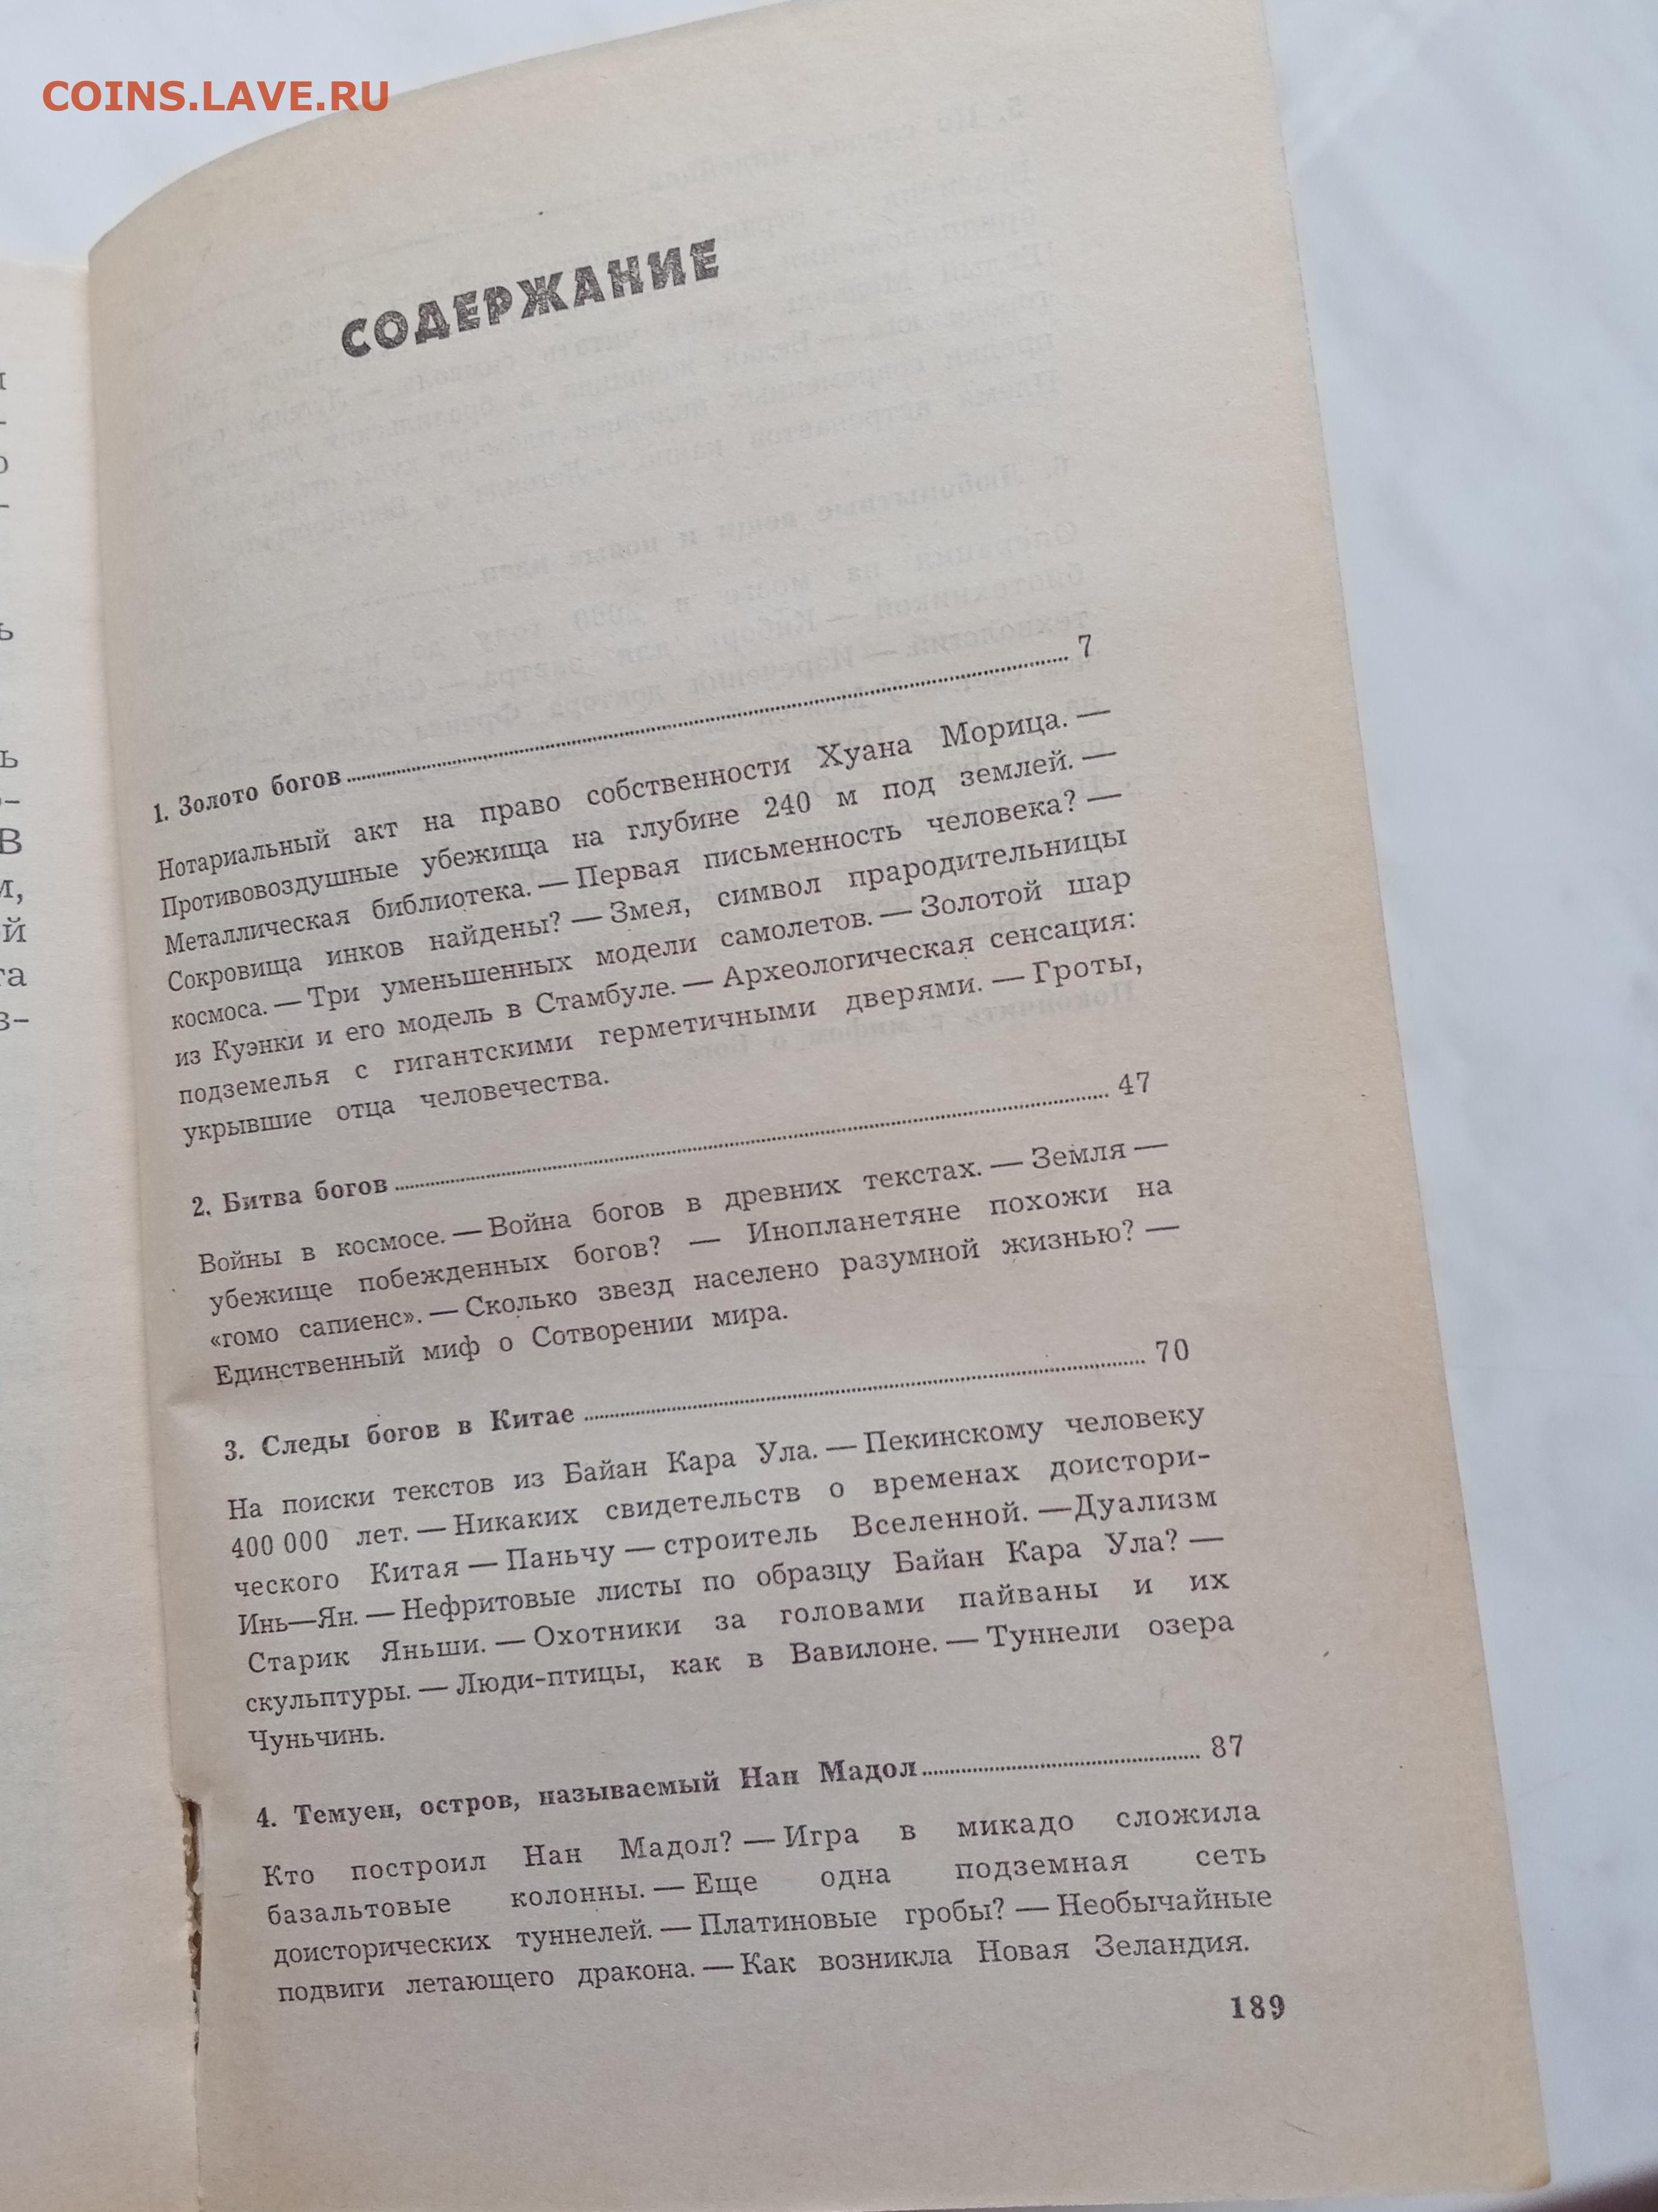 COINS.LAVE.RU
СОДЕРЖАНИЕ
1. Золото богов 7
Нотариальный акт на право собственности Хуана Морица. —
Противовоздушные убежища на глубине 240 м под землей. —
Металлическая библиотека. — Первая письменность человека? —
Сокровища инков найдены? — Змея, символ прародительницы
космоса. — Три уменьшенных модели самолетов. — Золотой шар
из Куэнки и его модель в Стамбуле. — Археологическая сенсация:
подземелья с гигантскими герметичными дверями. — Гроты,
укрывшие отца человечества.
2. Битва богов 47
Войны в космосе. — Война богов в древних текстах. — Земля —
убежище побежденных богов? — Инопланетяне похожи на
«гомо сапиенс». — Сколько звезд населено разумной жизнью? —
Единственный миф о Сотворении мира.
3. Следы богов в Китае 70
На поиски текстов из Байан Кара Ула. — Пекинскому человеку
400 000 лет. — Никаких свидетельств о временах доистори-
ческого Китая — Паньчу — строитель Вселенной. —Дуализм
Инь—Ян. — Нефритовые листы по образцу Байан Кара Ула? —
Старик Яньши. — Охотники за головами пайваны и их
скульптуры. — Люди-птицы, как в Вавилоне. — Туннели озера
Чуньчинь.
4. Темуен, остров, называемый Нан Мадол 87
Кто построил Нан Мадол? — Игра в микадо сложила
базальтовые колонны. — Еще одна подземная сеть
доисторических туннелей. — Платиновые гробы? — Необычайные
подвиги летающего дракона. — Как возникла Новая Зеландия.
189